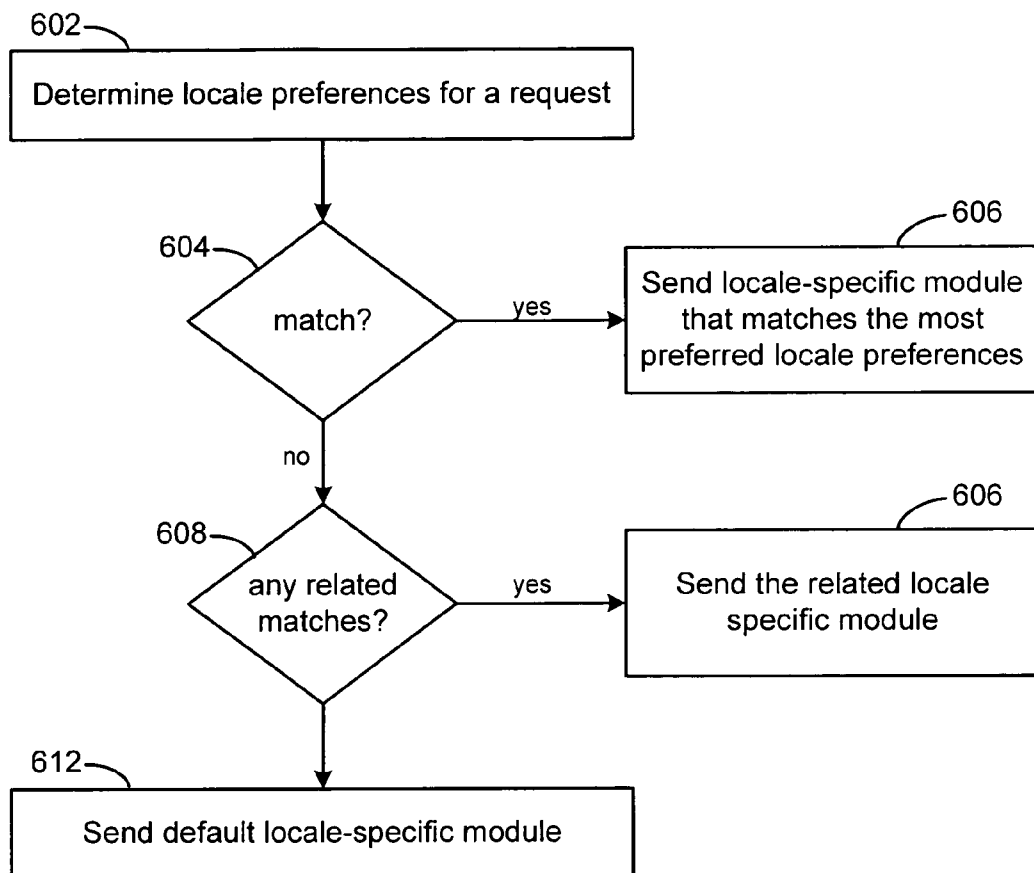 602
Determine locale preferences for a request
604
match?
yes
606
Send locale-specific module
that matches the most
preferred locale preferences
no
608
any related
matches?
yes
606
Send the related locale
specific module
612
Send default locale-specific module